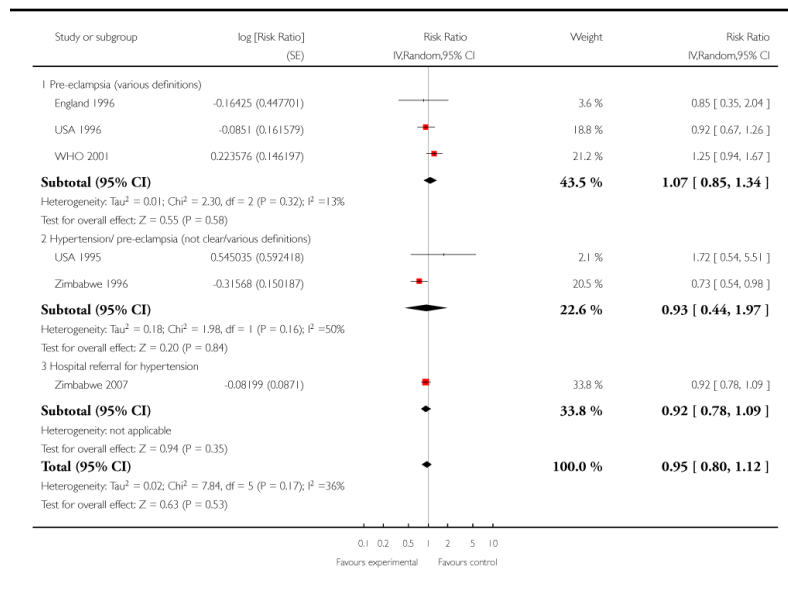 Study or subgroup log [Risk Ratio] Risk Ratio Weight Risk Ratio
(SE) IV,Random,95% CI IV,Random,95% CI
1 Pre-eclampsia (various definitions)
England 1996 -0.16425 (0.447701) 3.6 % 0.85 [ 0.35, 2.04 ]
USA 1996 -0.0851 (0.161579) 18.8 % 0.92 [ 0.67, 1.26 ]
WHO 2001 0.223576 (0.146197) 21.2 % 1.25 [ 0.94, 1.67 ]
Subtotal (95% CI) 43.5 % 1.07 [ 0.85, 1.34 ]
Heterogeneity: Tau² = 0.01; Chi² = 2.30, df = 2 (P = 0.32); I² =13%
Test for overall effect: Z = 0.55 (P = 0.58)
2 Hypertension/ pre-eclampsia (not clear/various definitions)
USA 1995 0.545035 (0.592418) 2.1 % 1.72 [ 0.54, 5.51 ]
Zimbabwe 1996 -0.31568 (0.150187) 20.5 % 0.73 [ 0.54, 0.98 ]
Subtotal (95% CI) 22.6 % 0.93 [ 0.44, 1.97 ]
Heterogeneity: Tau² = 0.18; Chi² = 1.98, df = 1 (P = 0.16); I² =50%
Test for overall effect: Z = 0.20 (P = 0.84)
3 Hospital referral for hypertension
Zimbabwe 2007 -0.08199 (0.0871) 33.8 % 0.92 [ 0.78, 1.09 ]
Subtotal (95% CI) 33.8 % 0.92 [ 0.78, 1.09 ]
Heterogeneity: not applicable
Test for overall effect: Z = 0.94 (P = 0.35)
Total (95% CI) 100.0 % 0.95 [ 0.80, 1.12 ]
Heterogeneity: Tau² = 0.02; Chi² = 7.84, df = 5 (P = 0.17); I² =36%
Test for overall effect: Z = 0.63 (P = 0.53)
0.1 0.2 0.5 1 2 5 10
Favours experimental Favours control